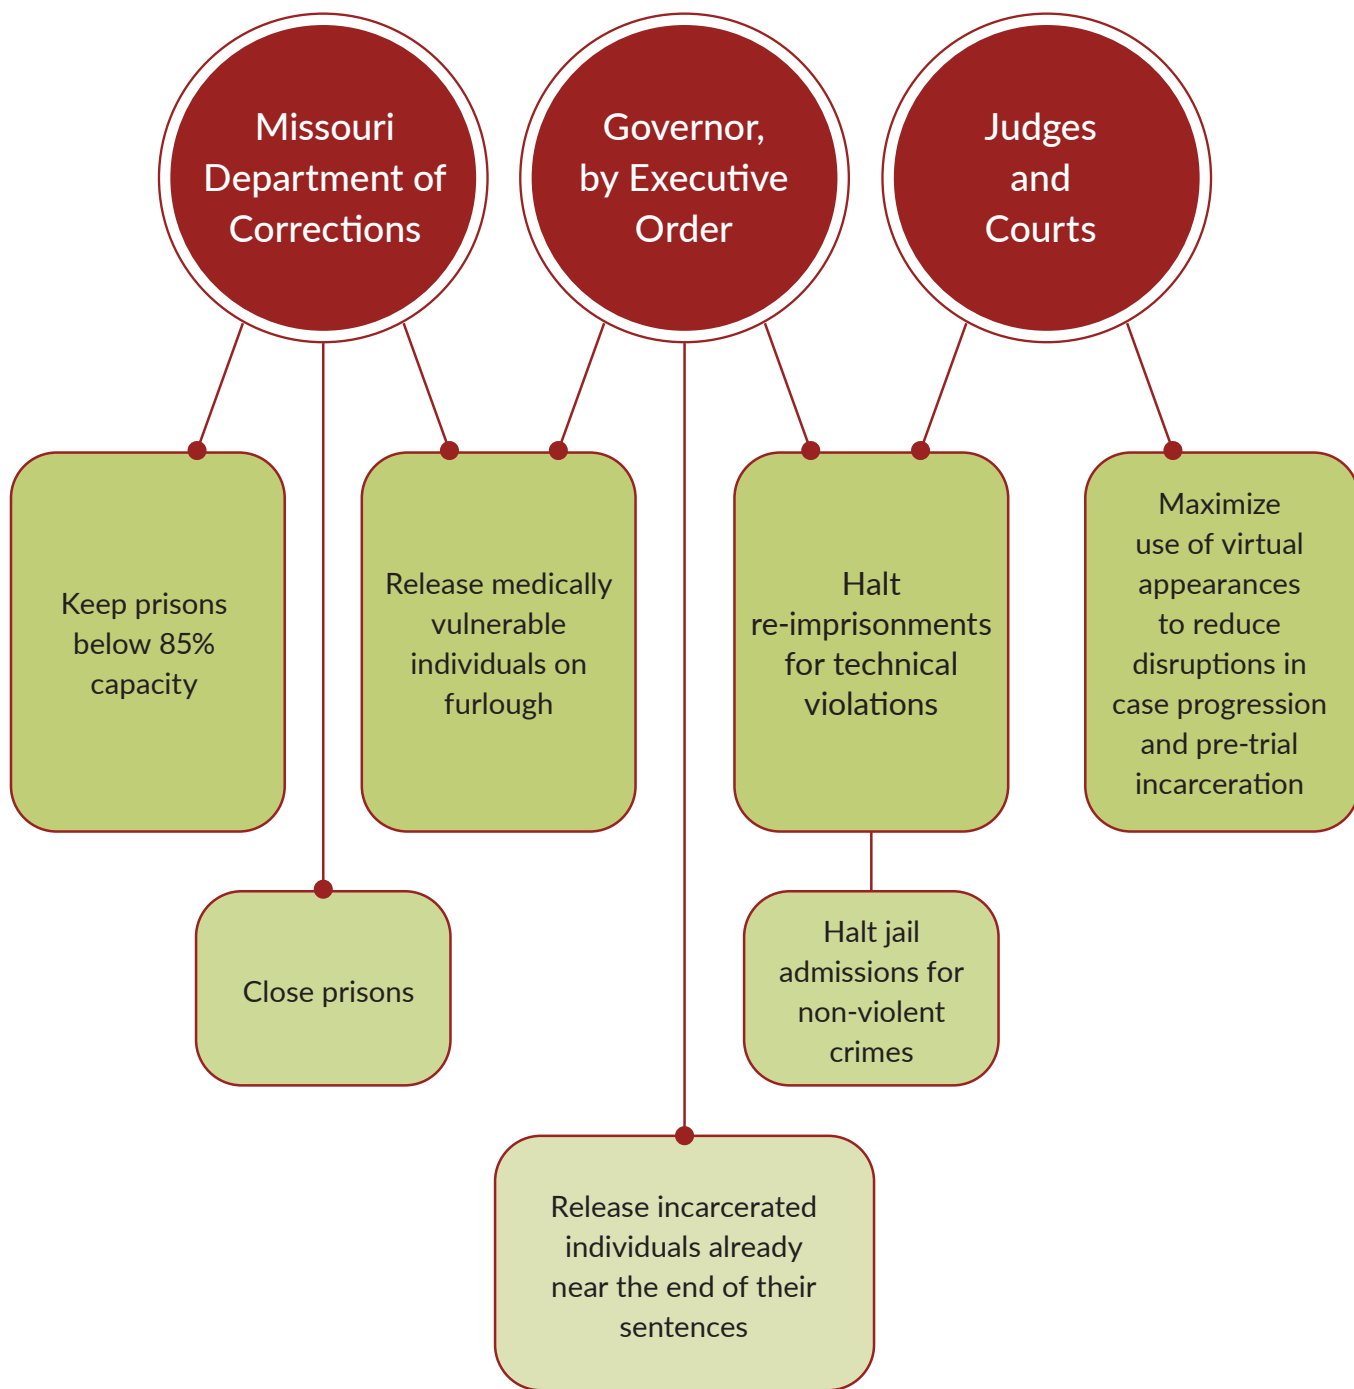 Missouri
Department of
Corrections
Governor,
by Executive
Order
Judges
and
Courts
Keep prisons
below 85%
capacity
Release medically
vulnerable
individuals on
furlough
Halt
re-imprisonments
for technical
violations
Maximize
use of virtual
appearances
to reduce
disruptions in
case progression
and pre-trial
incarceration
Close prisons
Halt jail
admissions for
non-violent
crimes
Release incarcerated
individuals already
near the end of their
sentences